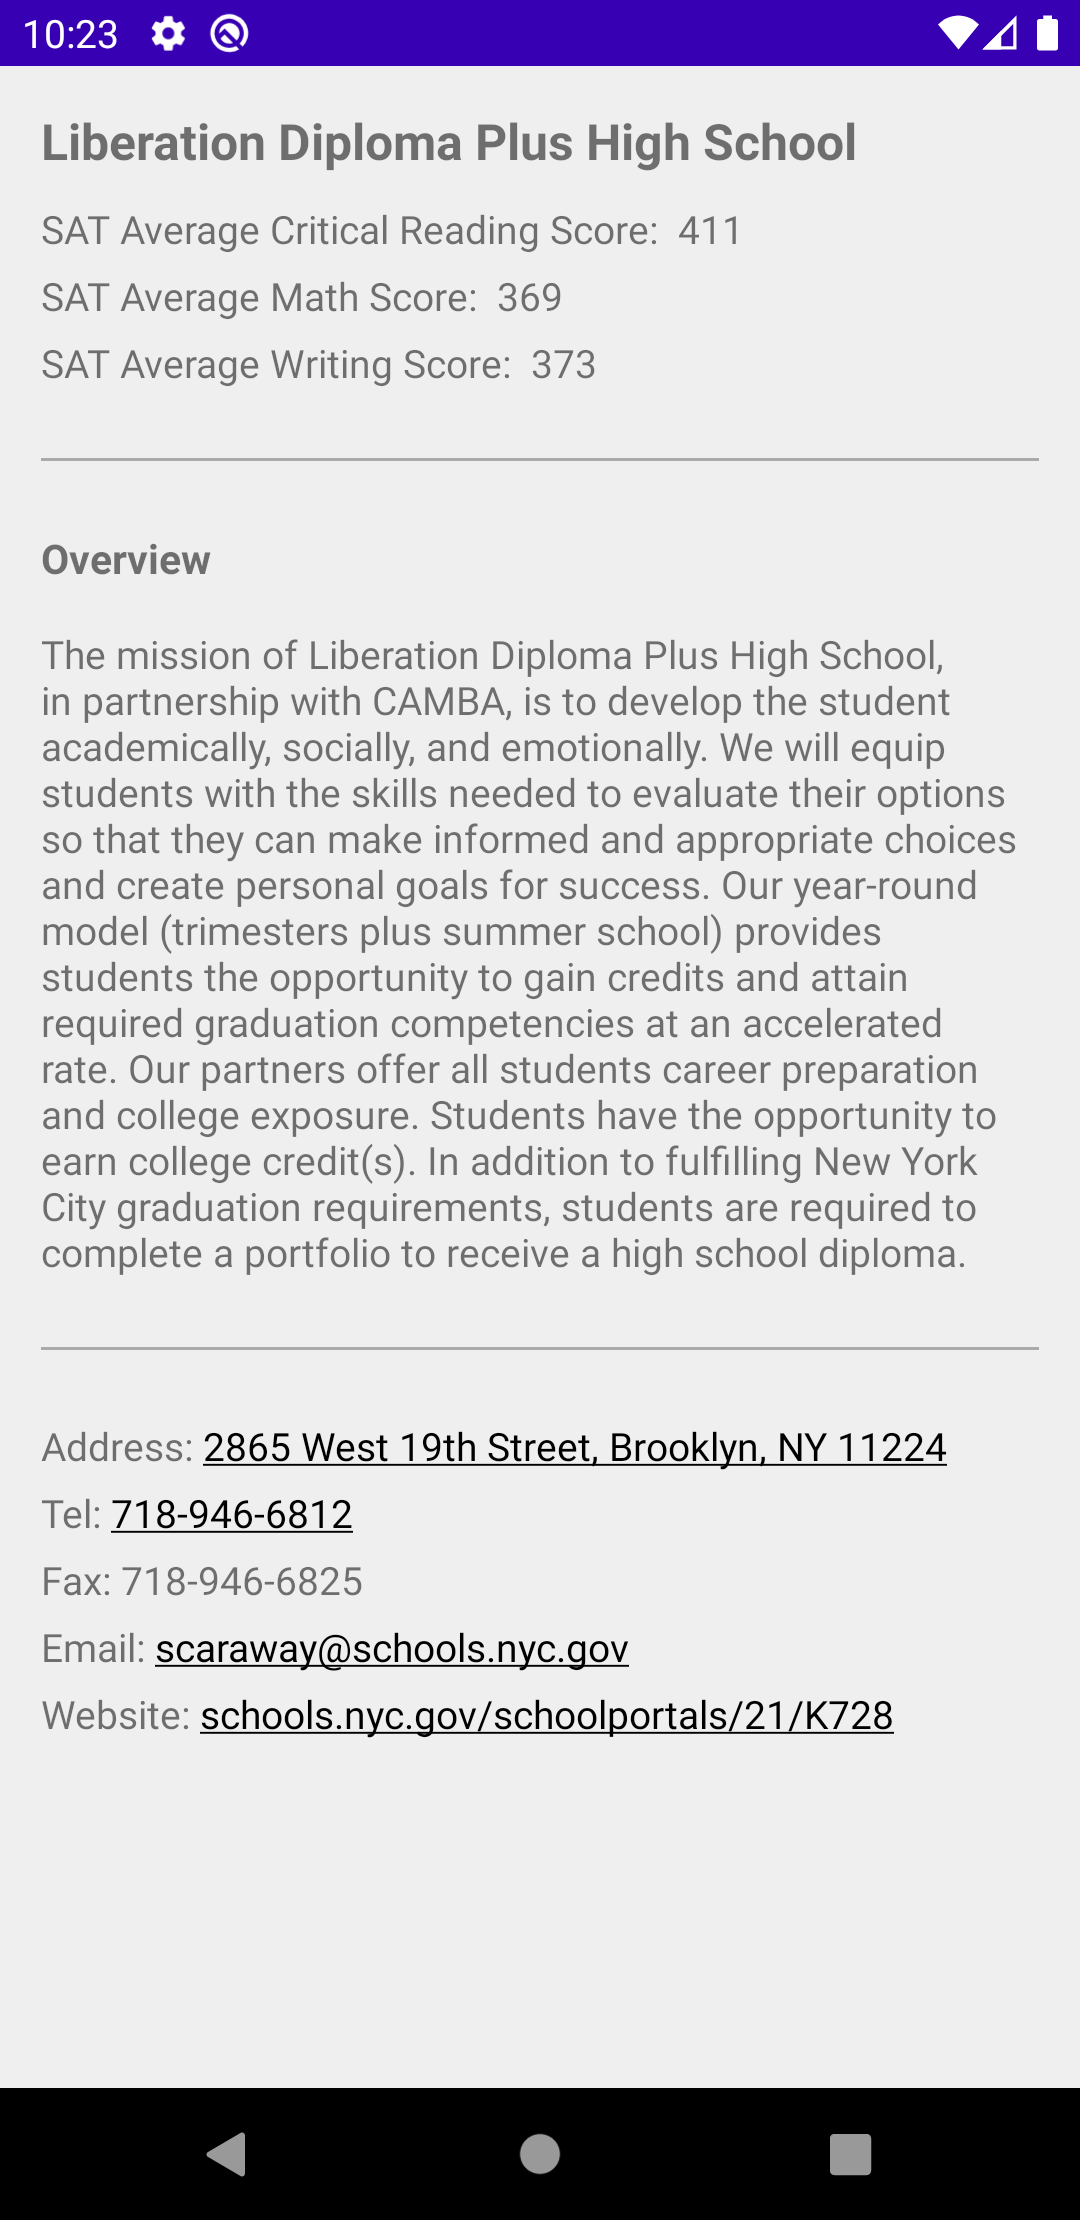 10:23
Liberation Diploma Plus High School
SAT Average Critical Reading Score:  411
SAT Average Math Score:  369
SAT Average Writing Score:  373
Overview
The mission of Liberation Diploma Plus High School,
in partnership with CAMBA, is to develop the student
academically, socially, and emotionally. We will equip
students with the skills needed to evaluate their options
so that they can make informed and appropriate choices
and create personal goals for success. Our year-round
model (trimesters plus summer school) provides
students the opportunity to gain credits and attain
required graduation competencies at an accelerated
rate. Our partners offer all students career preparation
and college exposure. Students have the opportunity to
earn college credit(s). In addition to fulfilling New York
City graduation requirements, students are required to
complete a portfolio to receive a high school diploma.
Address: 2865 West 19th Street, Brooklyn, NY 11224
Tel: 718-946-6812
Fax: 718-946-6825
Email: scaraway@schools.nyc.gov
Website: schools.nyc.gov/schoolportals/21/K728